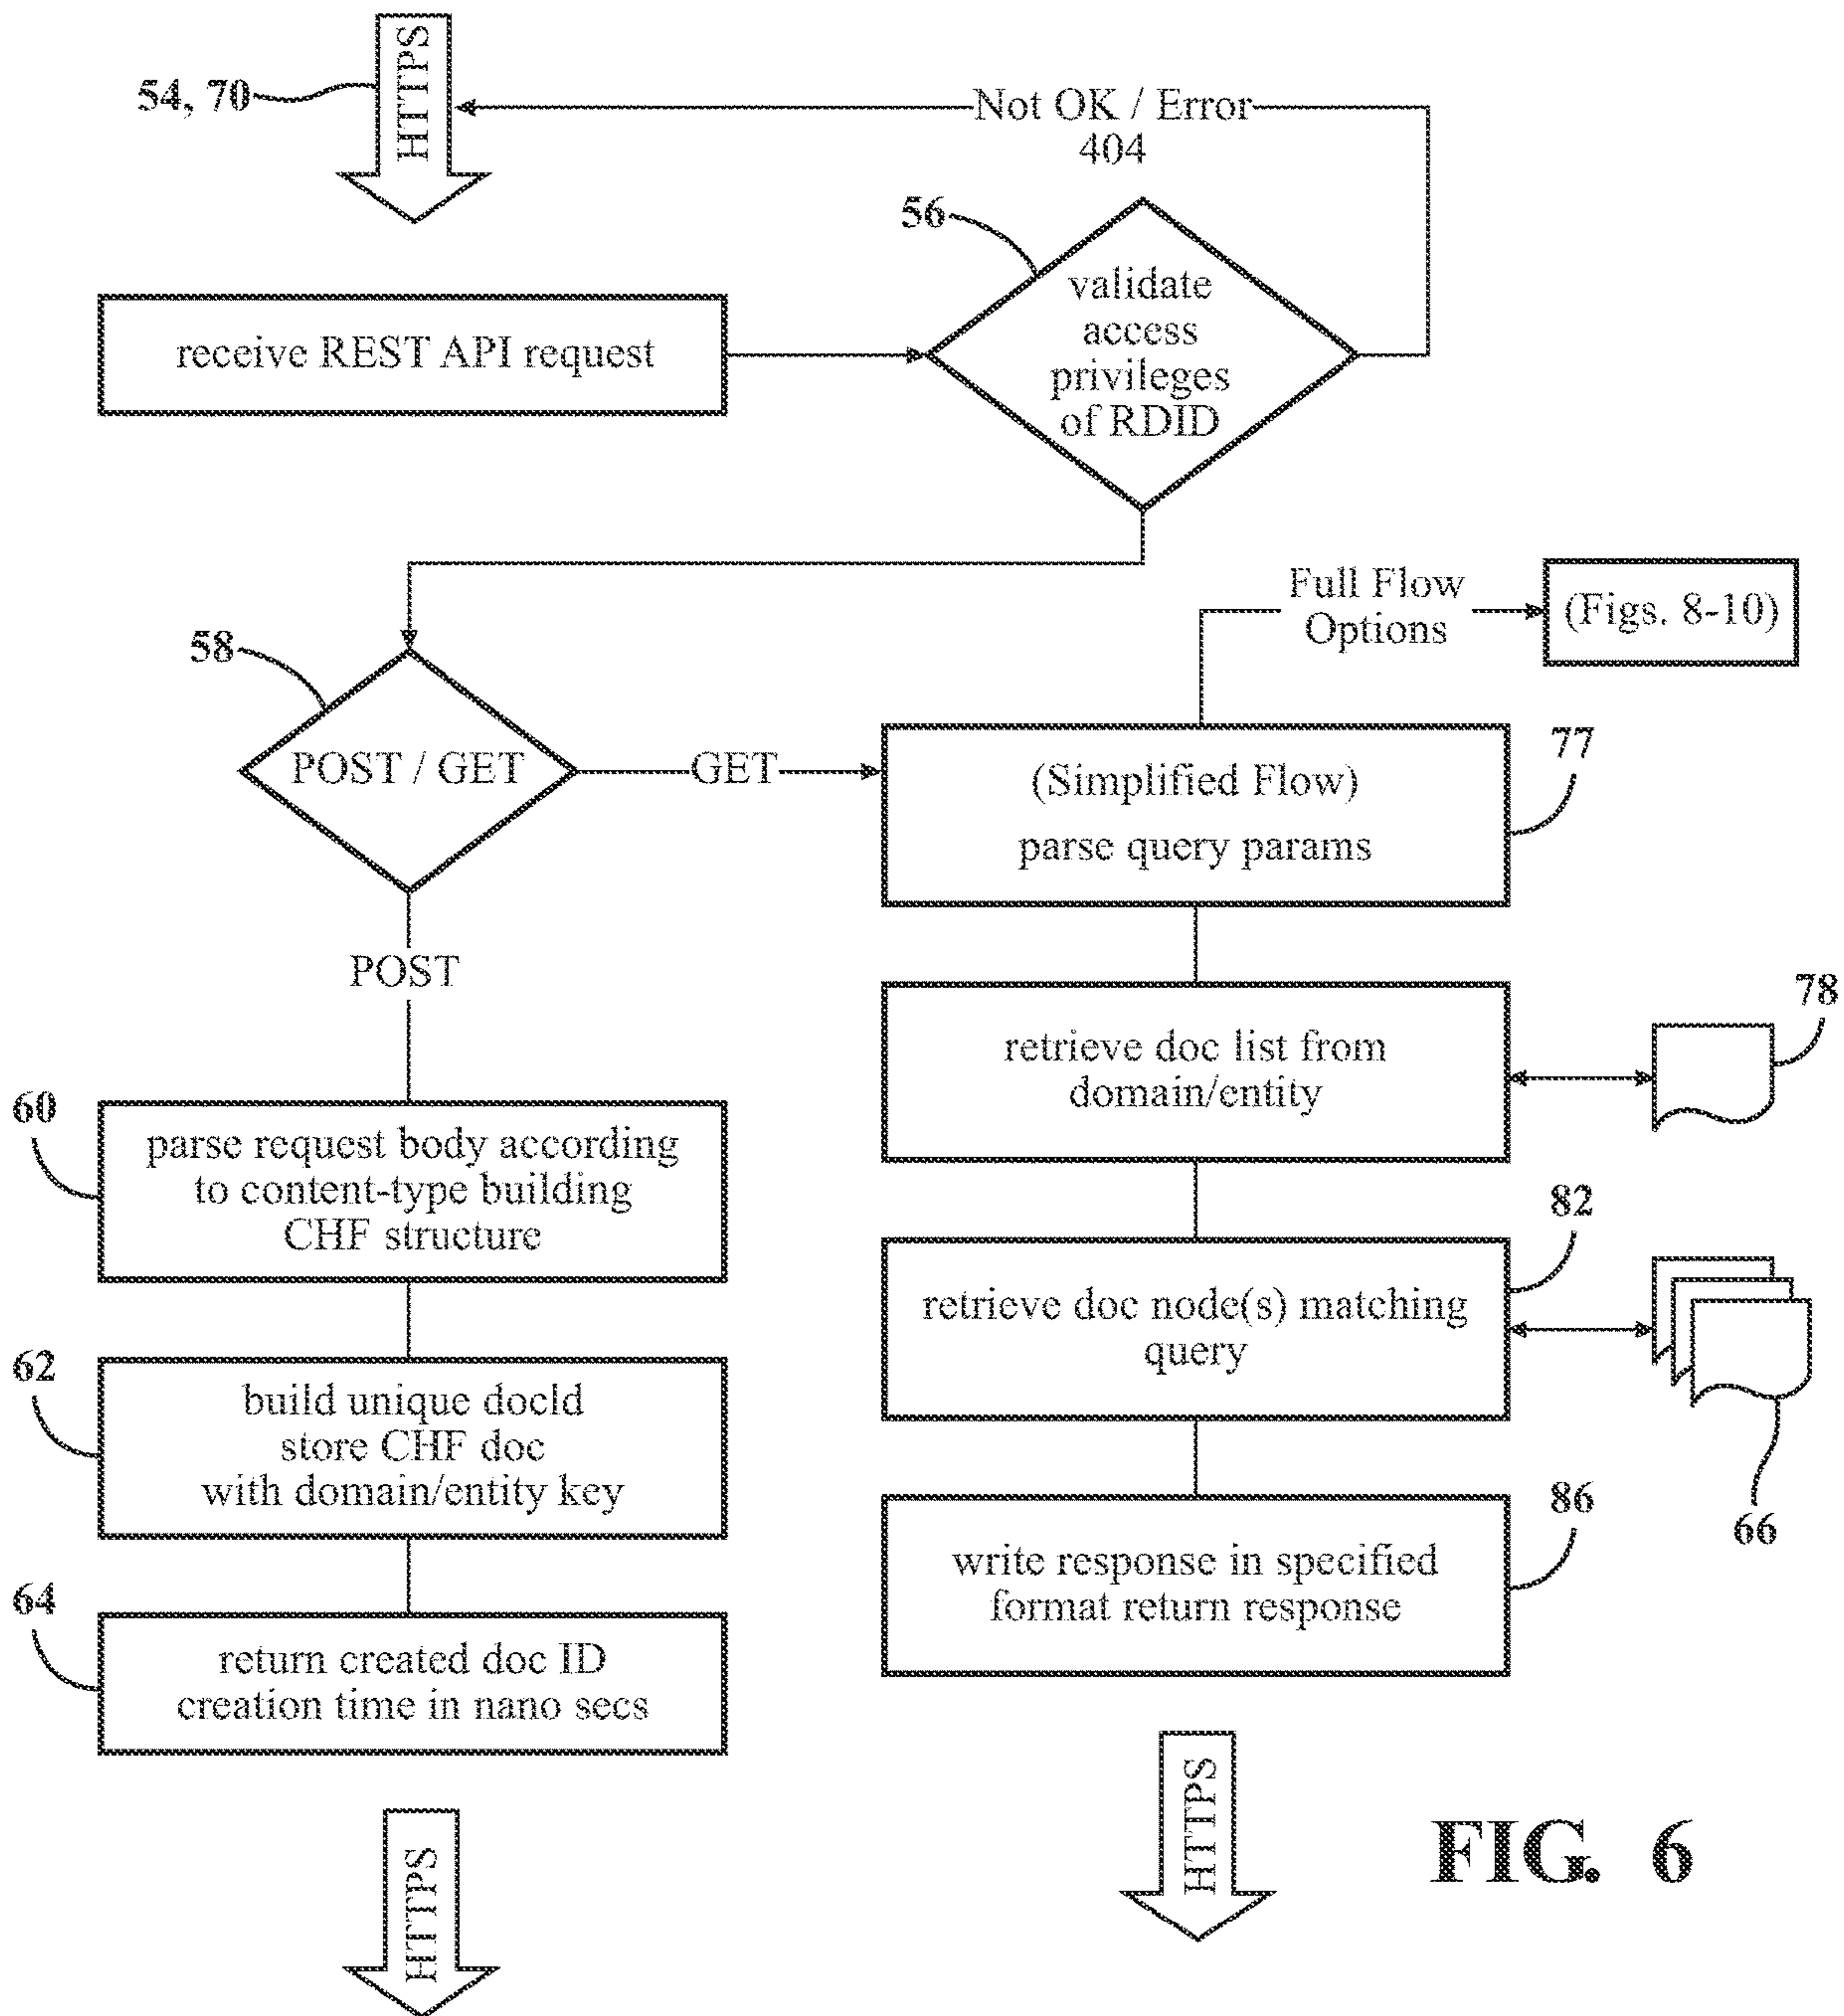 HTTPS
54, 70
Not OK / Error
404
56
validate
access
privileges
of RDID
receive REST API request
Full Flow
Options
(Figs. 8-10)
58
POST / GET
GET
77
(Simplified Flow)
parse query params
POST
78
retrieve doc list from
domain/entity
60
parse request body according
to content-type building
CHF structure
82
retrieve doc node(s) matching
query
66
62
build unique docId
store CHF doc
with domain/entity key
86
write response in specified
format return response
64
return created doc ID
creation time in nano secs
HTTPS
HTTPS
FIG. 6